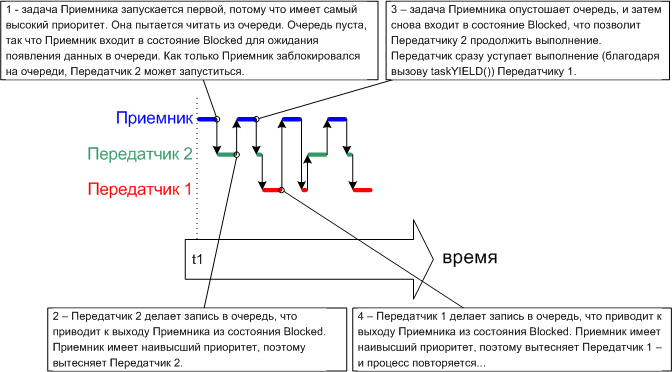 1 - задача Приемника запускается первой, потому что имеет самый
высокий приоритет. Она пытается читать из очереди. Очередь пуста,
так что Приемник входит в состояние Blocked для ожидания
появления данных в очереди. Как только Приемник заблокировался
на очереди, Передатчик 2 может запуститься.
3 – задача Приемника опустошает очередь, и затем
снова входит в состояние Blocked, что позволит
Передатчику 2 продолжить выполнение.
Передатчик сразу уступает выполнение (благодаря
вызову taskYIELD()) Передатчику 1.
Приемник
Передатчик 2
Передатчик 1
t1
время
2 – Передатчик 2 делает запись в очередь, что
приводит к выходу Приемника из состояния Blocked.
Приемник имеет наивысший приоритет, поэтому
вытесняет Передатчик 2.
4 – Передатчик 1 делает запись в очередь, что приводит к
выходу Приемника из состояния Blocked. Приемник имеет
наивысший приоритет, поэтому вытесняет Передатчик 1 –
и процесс повторяется...